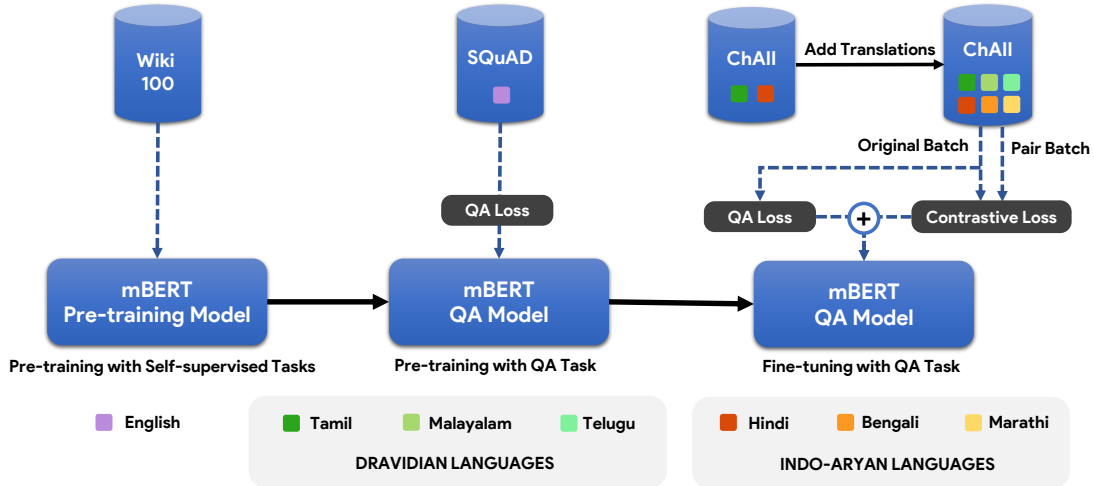 Wiki
100
SQuAD
ChAII
Add Translations
ChAII
Original Batch
Pair Batch
QA Loss
QA Loss
+
Contrastive Loss
mBERT
Pre-training Model
mBERT
QA Model
mBERT
QA Model
Pre-training with Self-supervised Tasks
Pre-training with QA Task
Fine-tuning with QA Task
English
Tamil
Malayalam
Telugu
Hindi
Bengali
Marathi
DRAVIDIAN LANGUAGES
INDO-ARYAN LANGUAGES